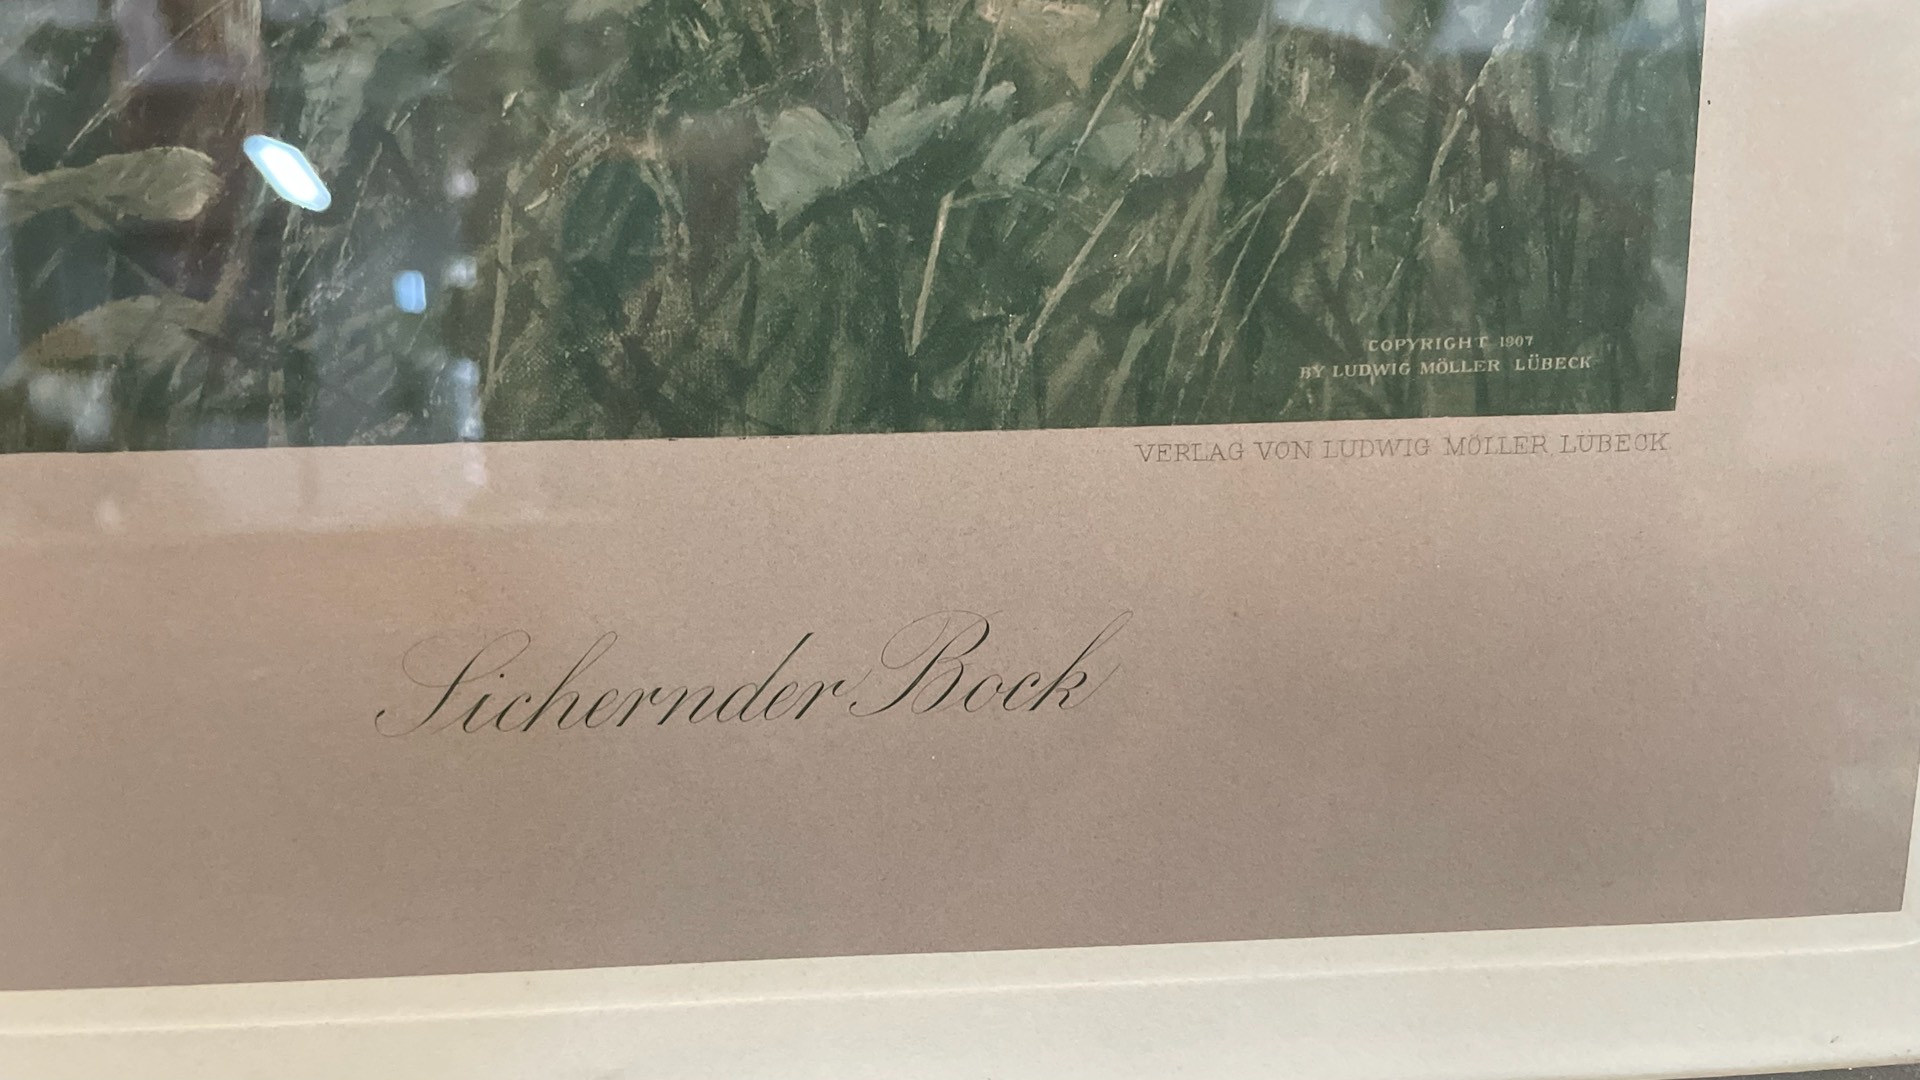 COPYRIGHT 1907
BY LUDWIG MÖLLER LÜBECK
VERLAG VON LUDWIG MÖLLER, LÜBECK
Sichernder Bock